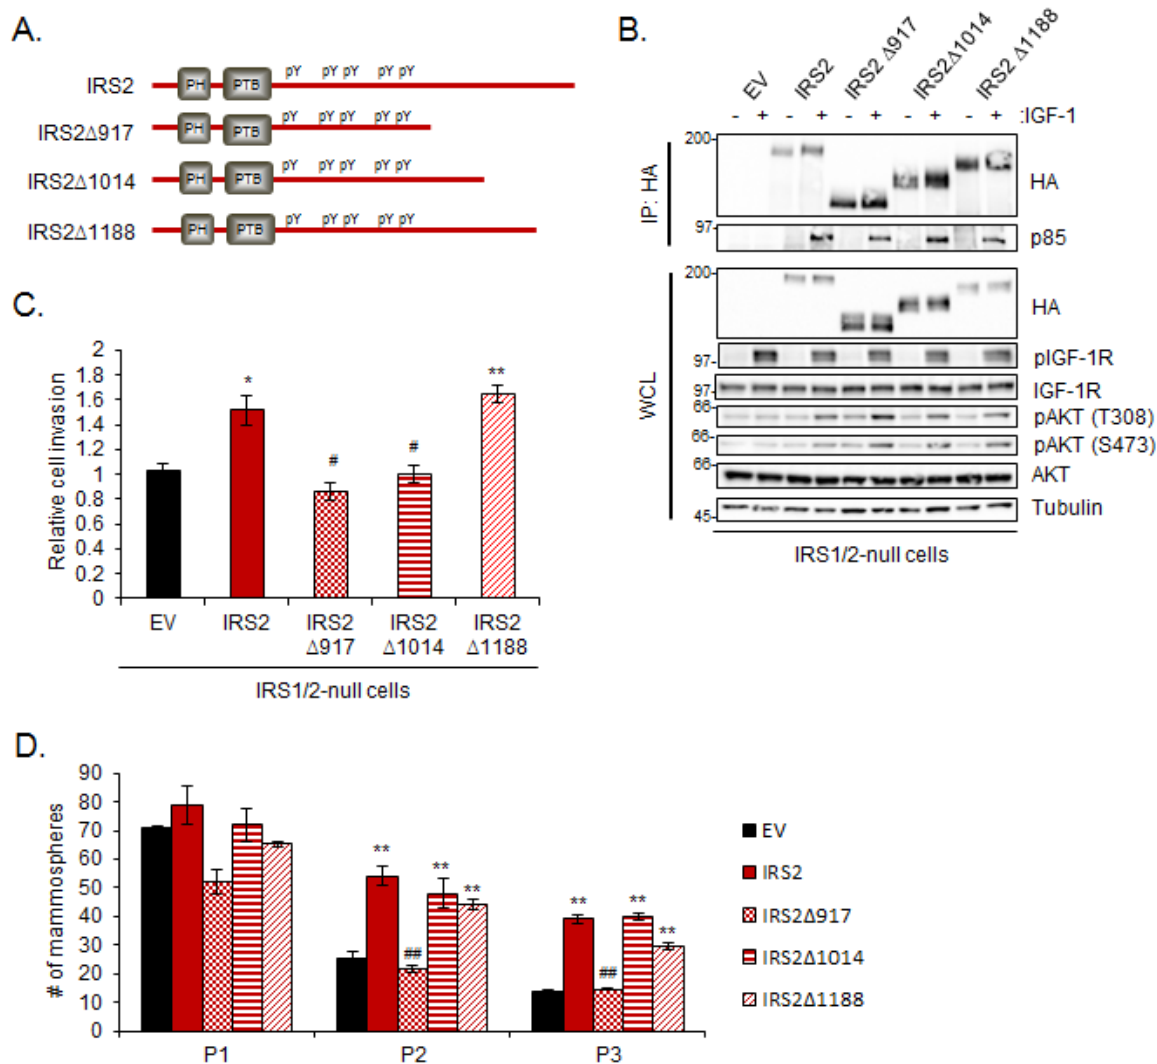 A.
IRS2 PH PTB pY pY pY pY pY
IRS2Δ917 PH PTB pY pY pY pY pY
IRS2Δ1014 PH PTB pY pY pY pY pY
IRS2Δ1188 PH PTB pY pY pY pY pY
B.
EV IRS2 IRS2 Δ917 IRS2Δ1014 IRS2 Δ1188
- + - + - + - + - + :IGF-1
IP: HA
200- HA
97- p85
WCL
200- HA
97- pIGF-1R
97- IGF-1R
66- pAKT (T308)
66- pAKT (S473)
66- AKT
45- Tubulin
IRS1/2-null cells
C.
Relative cell invasion
2
1.8
1.6
1.4
1.2
1
0.8
0.6
0.4
0.2
0
* # # **
EV IRS2 IRS2 IRS2 IRS2
Δ917 Δ1014 Δ1188
IRS1/2-null cells
D.
# of mammospheres
90
80
70
60
50
40
30
20
10
0
** ## ** **
** ## ** **
P1 P2 P3
EV
IRS2
IRS2Δ917
IRS2Δ1014
IRS2Δ1188